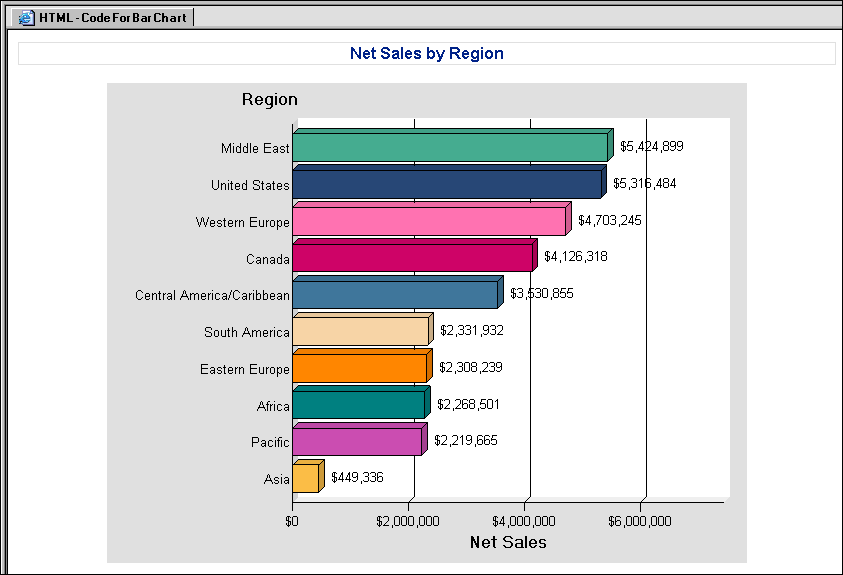 HTML - CodeForBarChart
Net Sales by Region
Region
Middle East $5,424,899
United States $5,316,484
Western Europe $4,703,245
Canada $4,126,318
Central America/Caribbean $3,530,855
South America $2,331,932
Eastern Europe $2,308,239
Africa $2,268,501
Pacific $2,219,665
Asia $449,336
$0 $2,000,000 $4,000,000 $6,000,000
Net Sales